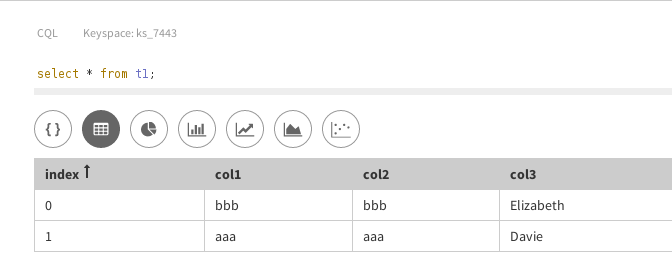 CQL Keyspace: ks_7443
select * from t1;
{ }
index ↑ col1 col2 col3
0 bbb bbb Elizabeth
1 aaa aaa Davie